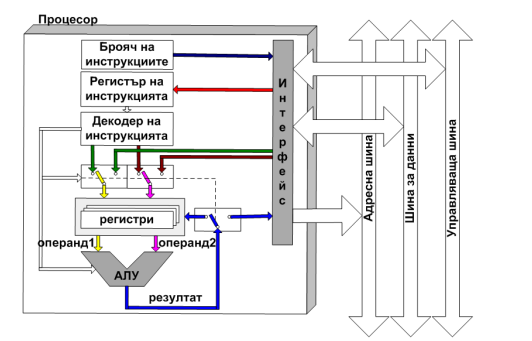 Процесор
Брояч на
инструкциите
Регистър на
инструкцията
Декодер на
инструкцията
Интерфейс
регистри
операнд1
операнд2
АЛУ
резултат
Адресна шина
Шина за данни
Управляваща шина